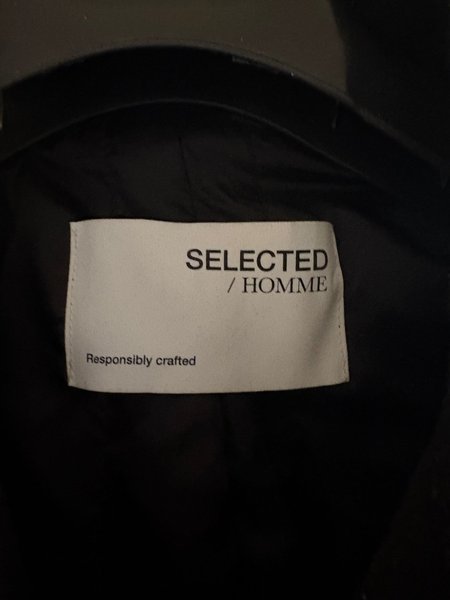 SELECTED
/ HOMME
Responsibly crafted